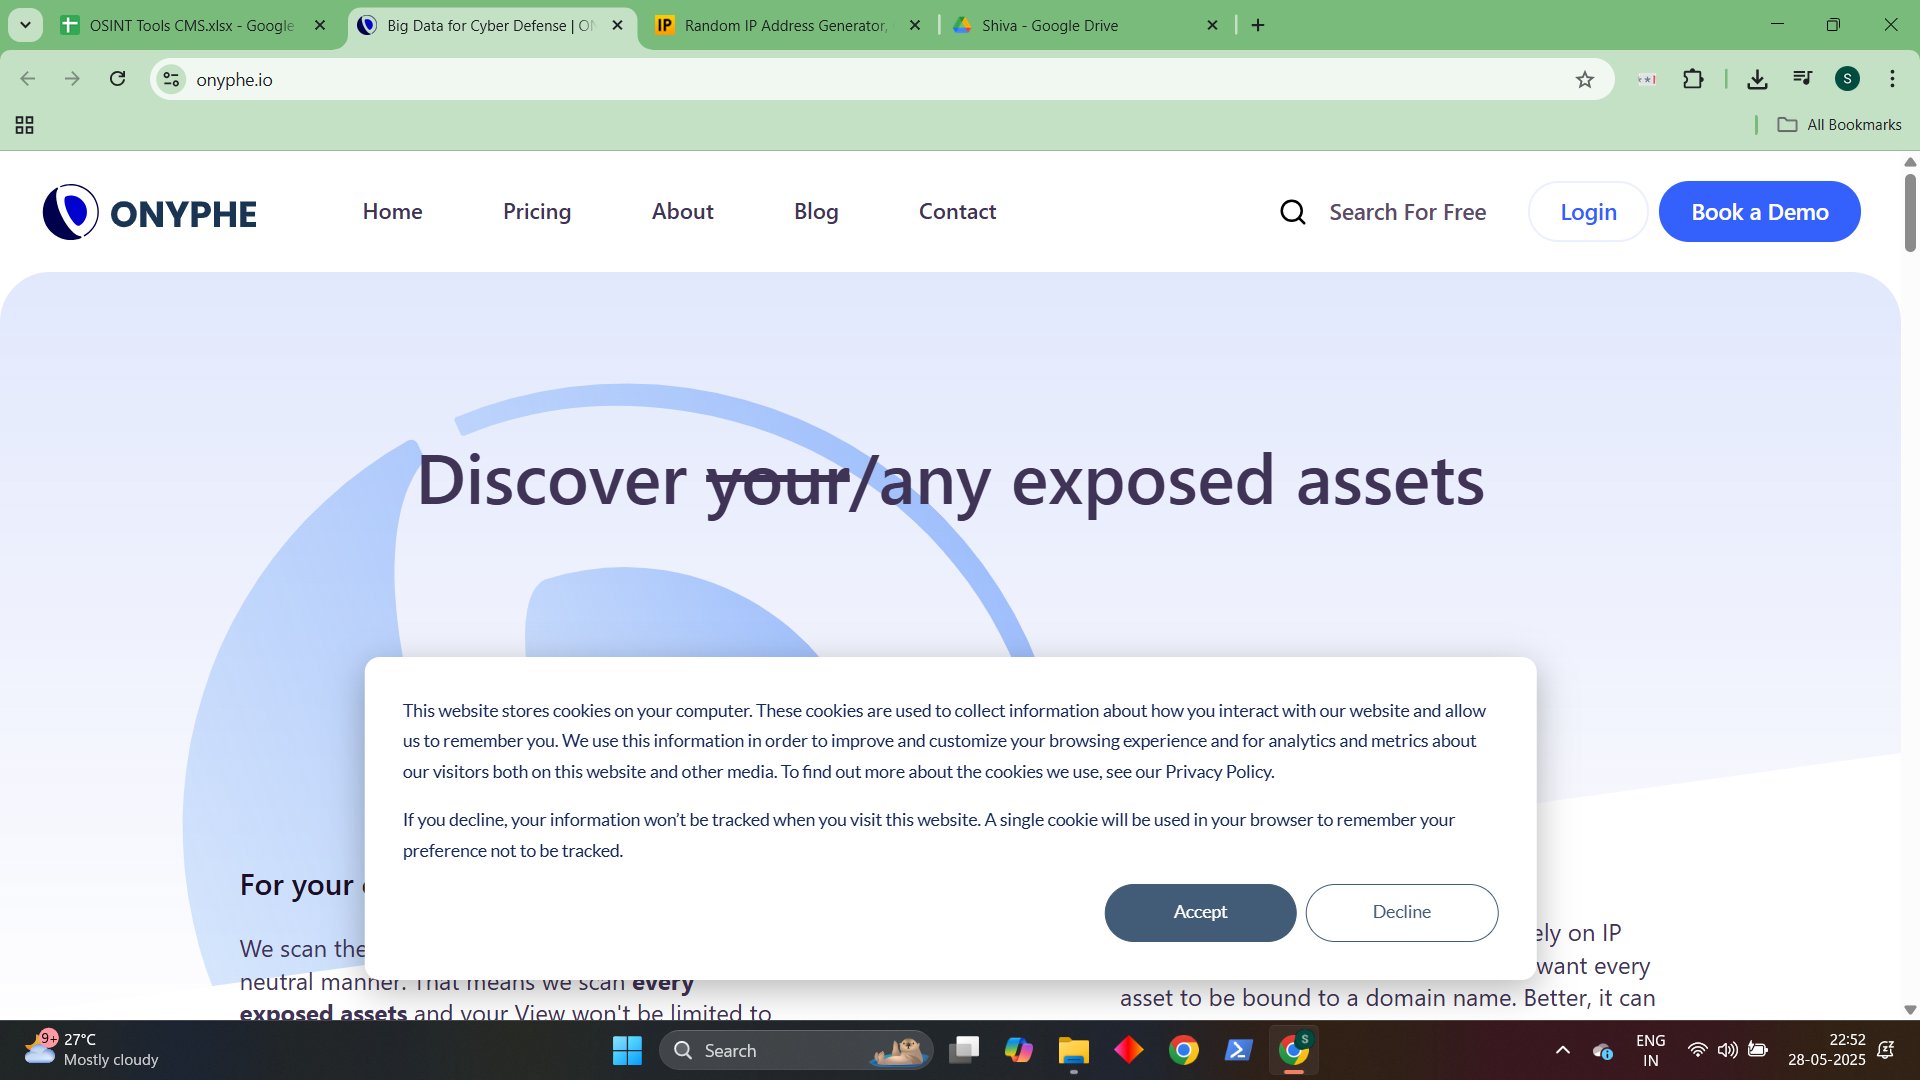 OSINT Tools CMS.xlsx - Google
Big Data for Cyber Defense | ON
IP Random IP Address Generator,
Shiva - Google Drive
onyphe.io
S
All Bookmarks
ONYPHE
Home
Pricing
About
Blog
Contact
Search For Free
Login
Book a Demo
Discover your/any exposed assets
This website stores cookies on your computer. These cookies are used to collect information about how you interact with our website and allow
us to remember you. We use this information in order to improve and customize your browsing experience and for analytics and metrics about
our visitors both on this website and other media. To find out more about the cookies we use, see our Privacy Policy.
If you decline, your information won't be tracked when you visit this website. A single cookie will be used in your browser to remember your
preference not to be tracked.
Accept
Decline
For your
We scan the
neutral manner. That means we scan every
exposed assets and your View won't be limited to
ely on IP
want every
asset to be bound to a domain name. Better, it can
9+
27°C
Mostly cloudy
Search
S
ENG
IN
22:52
28-05-2025